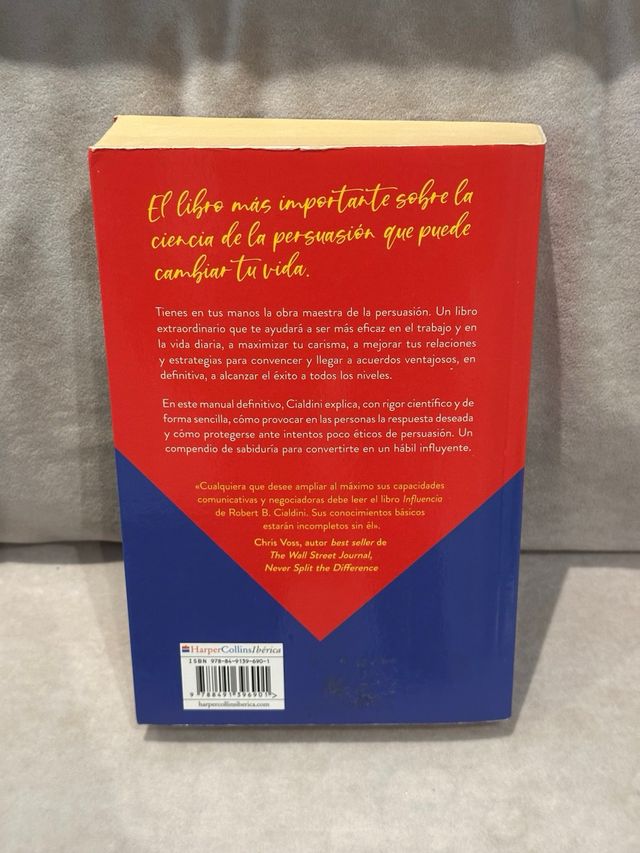 El libro más importante sobre la
ciencia de la persuasión que puede
cambiar tu vida.
Tienes en tus manos la obra maestra de la persuasión. Un libro
extraordinario que te ayudará a ser más eficaz en el trabajo y en
la vida diaria, a maximizar tu carisma, a mejorar tus relaciones
y estrategias para convencer y llegar a acuerdos ventajosos, en
definitiva, a alcanzar el éxito a todos los niveles.
En este manual definitivo, Cialdini explica, con rigor científico y de
forma sencilla, cómo provocar en las personas la respuesta deseada
y cómo protegerse ante intentos poco éticos de persuasión. Un
compendio de sabiduría para convertirte en un hábil influyente.
«Cualquiera que desee ampliar al máximo sus capacidades
comunicativas y negociadoras debe leer el libro Influencia
de Robert B. Cialdini. Sus conocimientos básicos
estarán incompletos sin él».
Chris Voss, autor best seller de
The Wall Street Journal,
Never Split the Difference
HarperCollinsIbérica
ISBN 978-84-9139-690-1
9 788491 396901 >
harpercollinsiberica.com